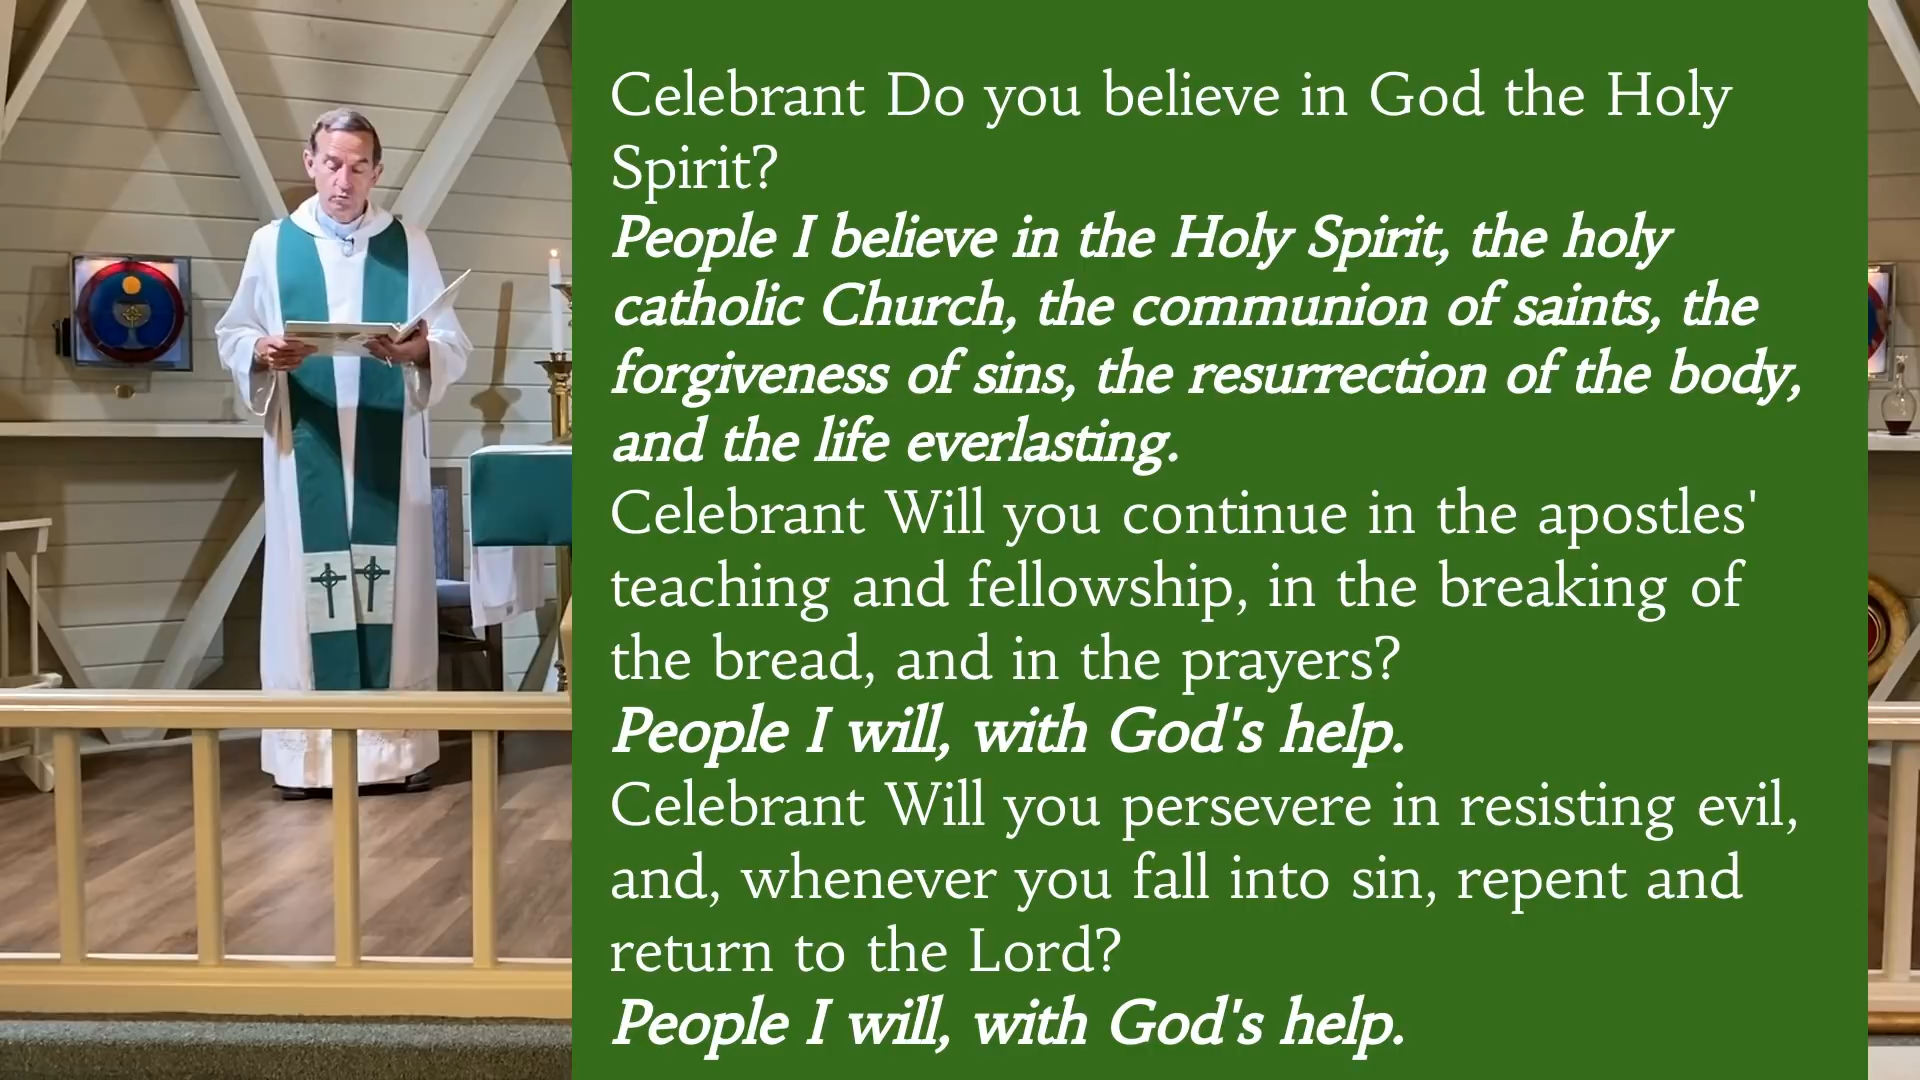 Celebrant Do you believe in God the Holy
Spirit?
People I believe in the Holy Spirit, the holy
catholic Church, the communion of saints, the
forgiveness of sins, the resurrection of the body,
and the life everlasting.
Celebrant Will you continue in the apostles'
teaching and fellowship, in the breaking of
the bread, and in the prayers?
People I will, with God's help.
Celebrant Will you persevere in resisting evil,
and, whenever you fall into sin, repent and
return to the Lord?
People I will, with God's help.